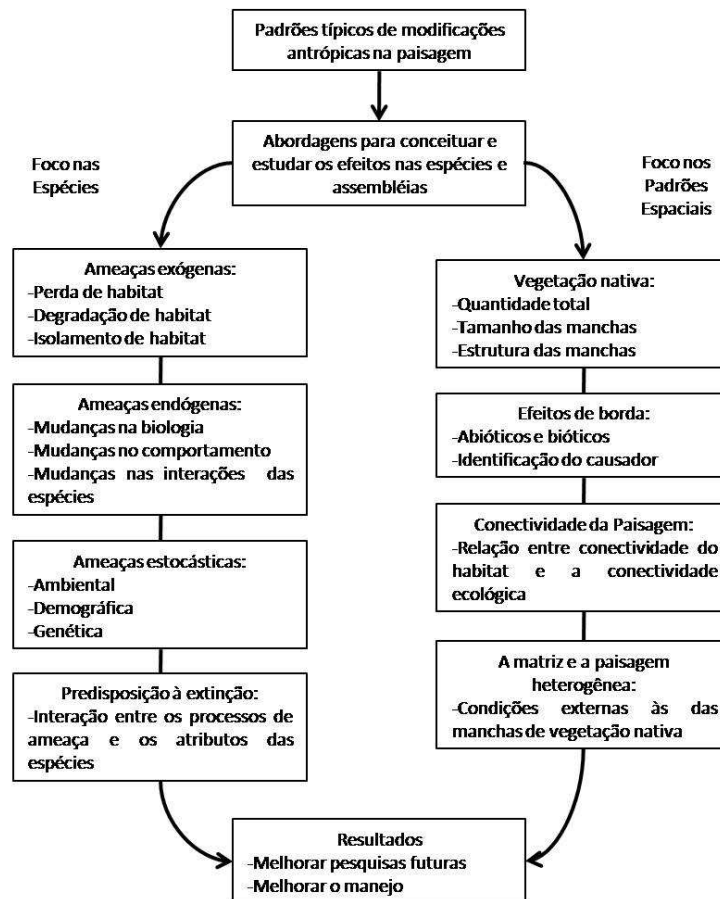 Padrões típicos de modificações
antrópicas na paisagem
Abordagens para conceituar e
estudar os efeitos nas espécies e
assembléias
Foco nas
Espécies
Foco nos
Padrões
Espaciais
Ameaças exógenas:
-Perda de habitat
-Degradação de habitat
-Isolamento de habitat
Ameaças endógenas:
-Mudanças na biologia
-Mudanças no comportamento
-Mudanças nas interações das
espécies
Ameaças estocásticas:
-Ambiental
-Demográfica
-Genética
Predisposição à extinção:
-Interação entre os processos de
ameaça e os atributos das
espécies
Vegetação nativa:
-Quantidade total
-Tamanho das manchas
-Estrutura das manchas
Efeitos de borda:
-Abióticos e bióticos
-Identificação do causador
Conectividade da Paisagem:
-Relação entre conectividade do
habitat e a conectividade
ecológica
A matriz e a paisagem
heterogênea:
-Condições externas às das
manchas de vegetação nativa
Resultados
-Melhorar pesquisas futuras
-Melhorar o manejo